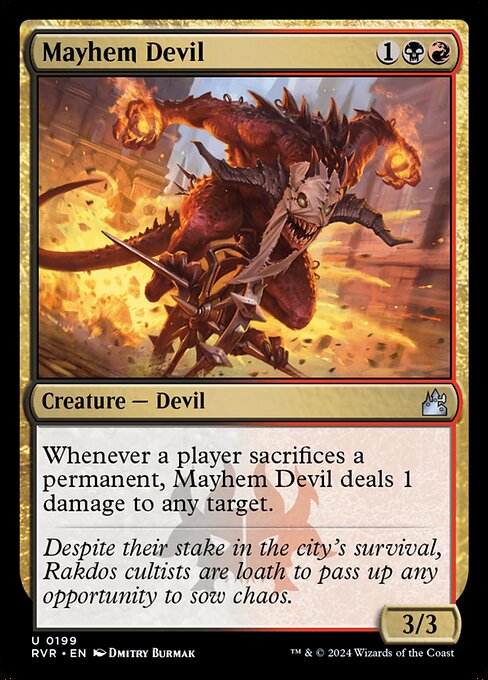 Mayhem Devil 1
Creature — Devil
Whenever a player sacrifices a
permanent, Mayhem Devil deals 1
damage to any target.
Despite their stake in the city's survival,
Rakdos cultists are loath to pass up any
opportunity to sow chaos.
3/3
U 0199
RVR • EN Dmitry Burmak ™ & © 2024 Wizards of the Coast